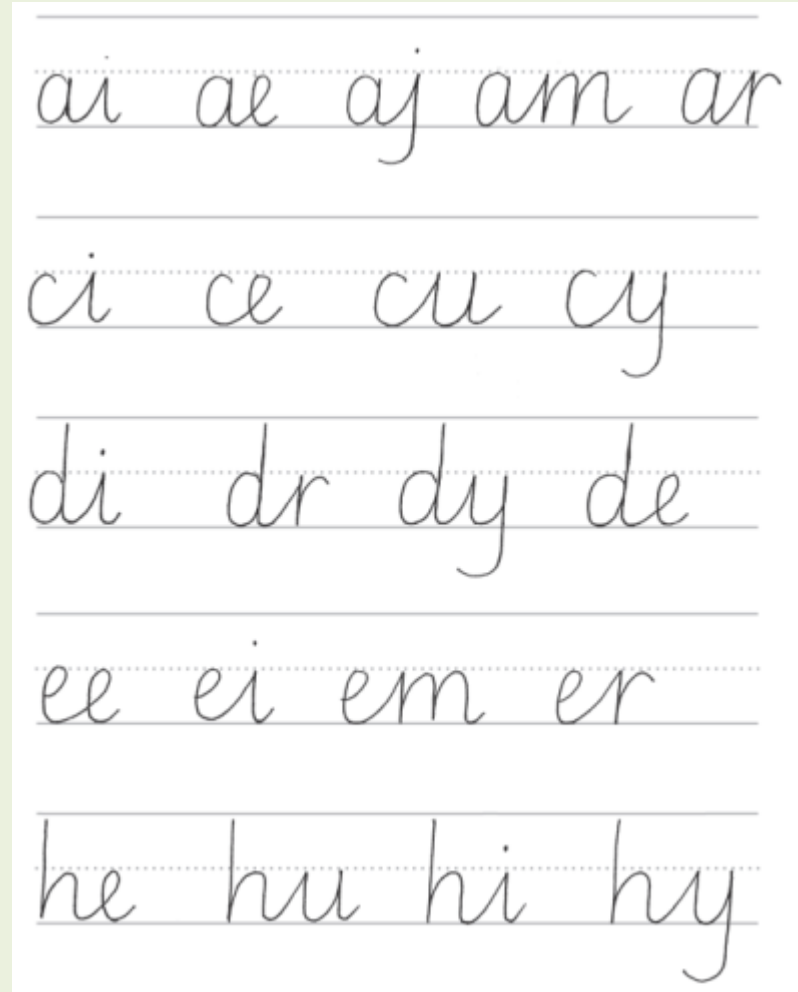 ai ae aj am ar
ci ce cu cy
di dr dy de
ee ei em er
he hu hi hy